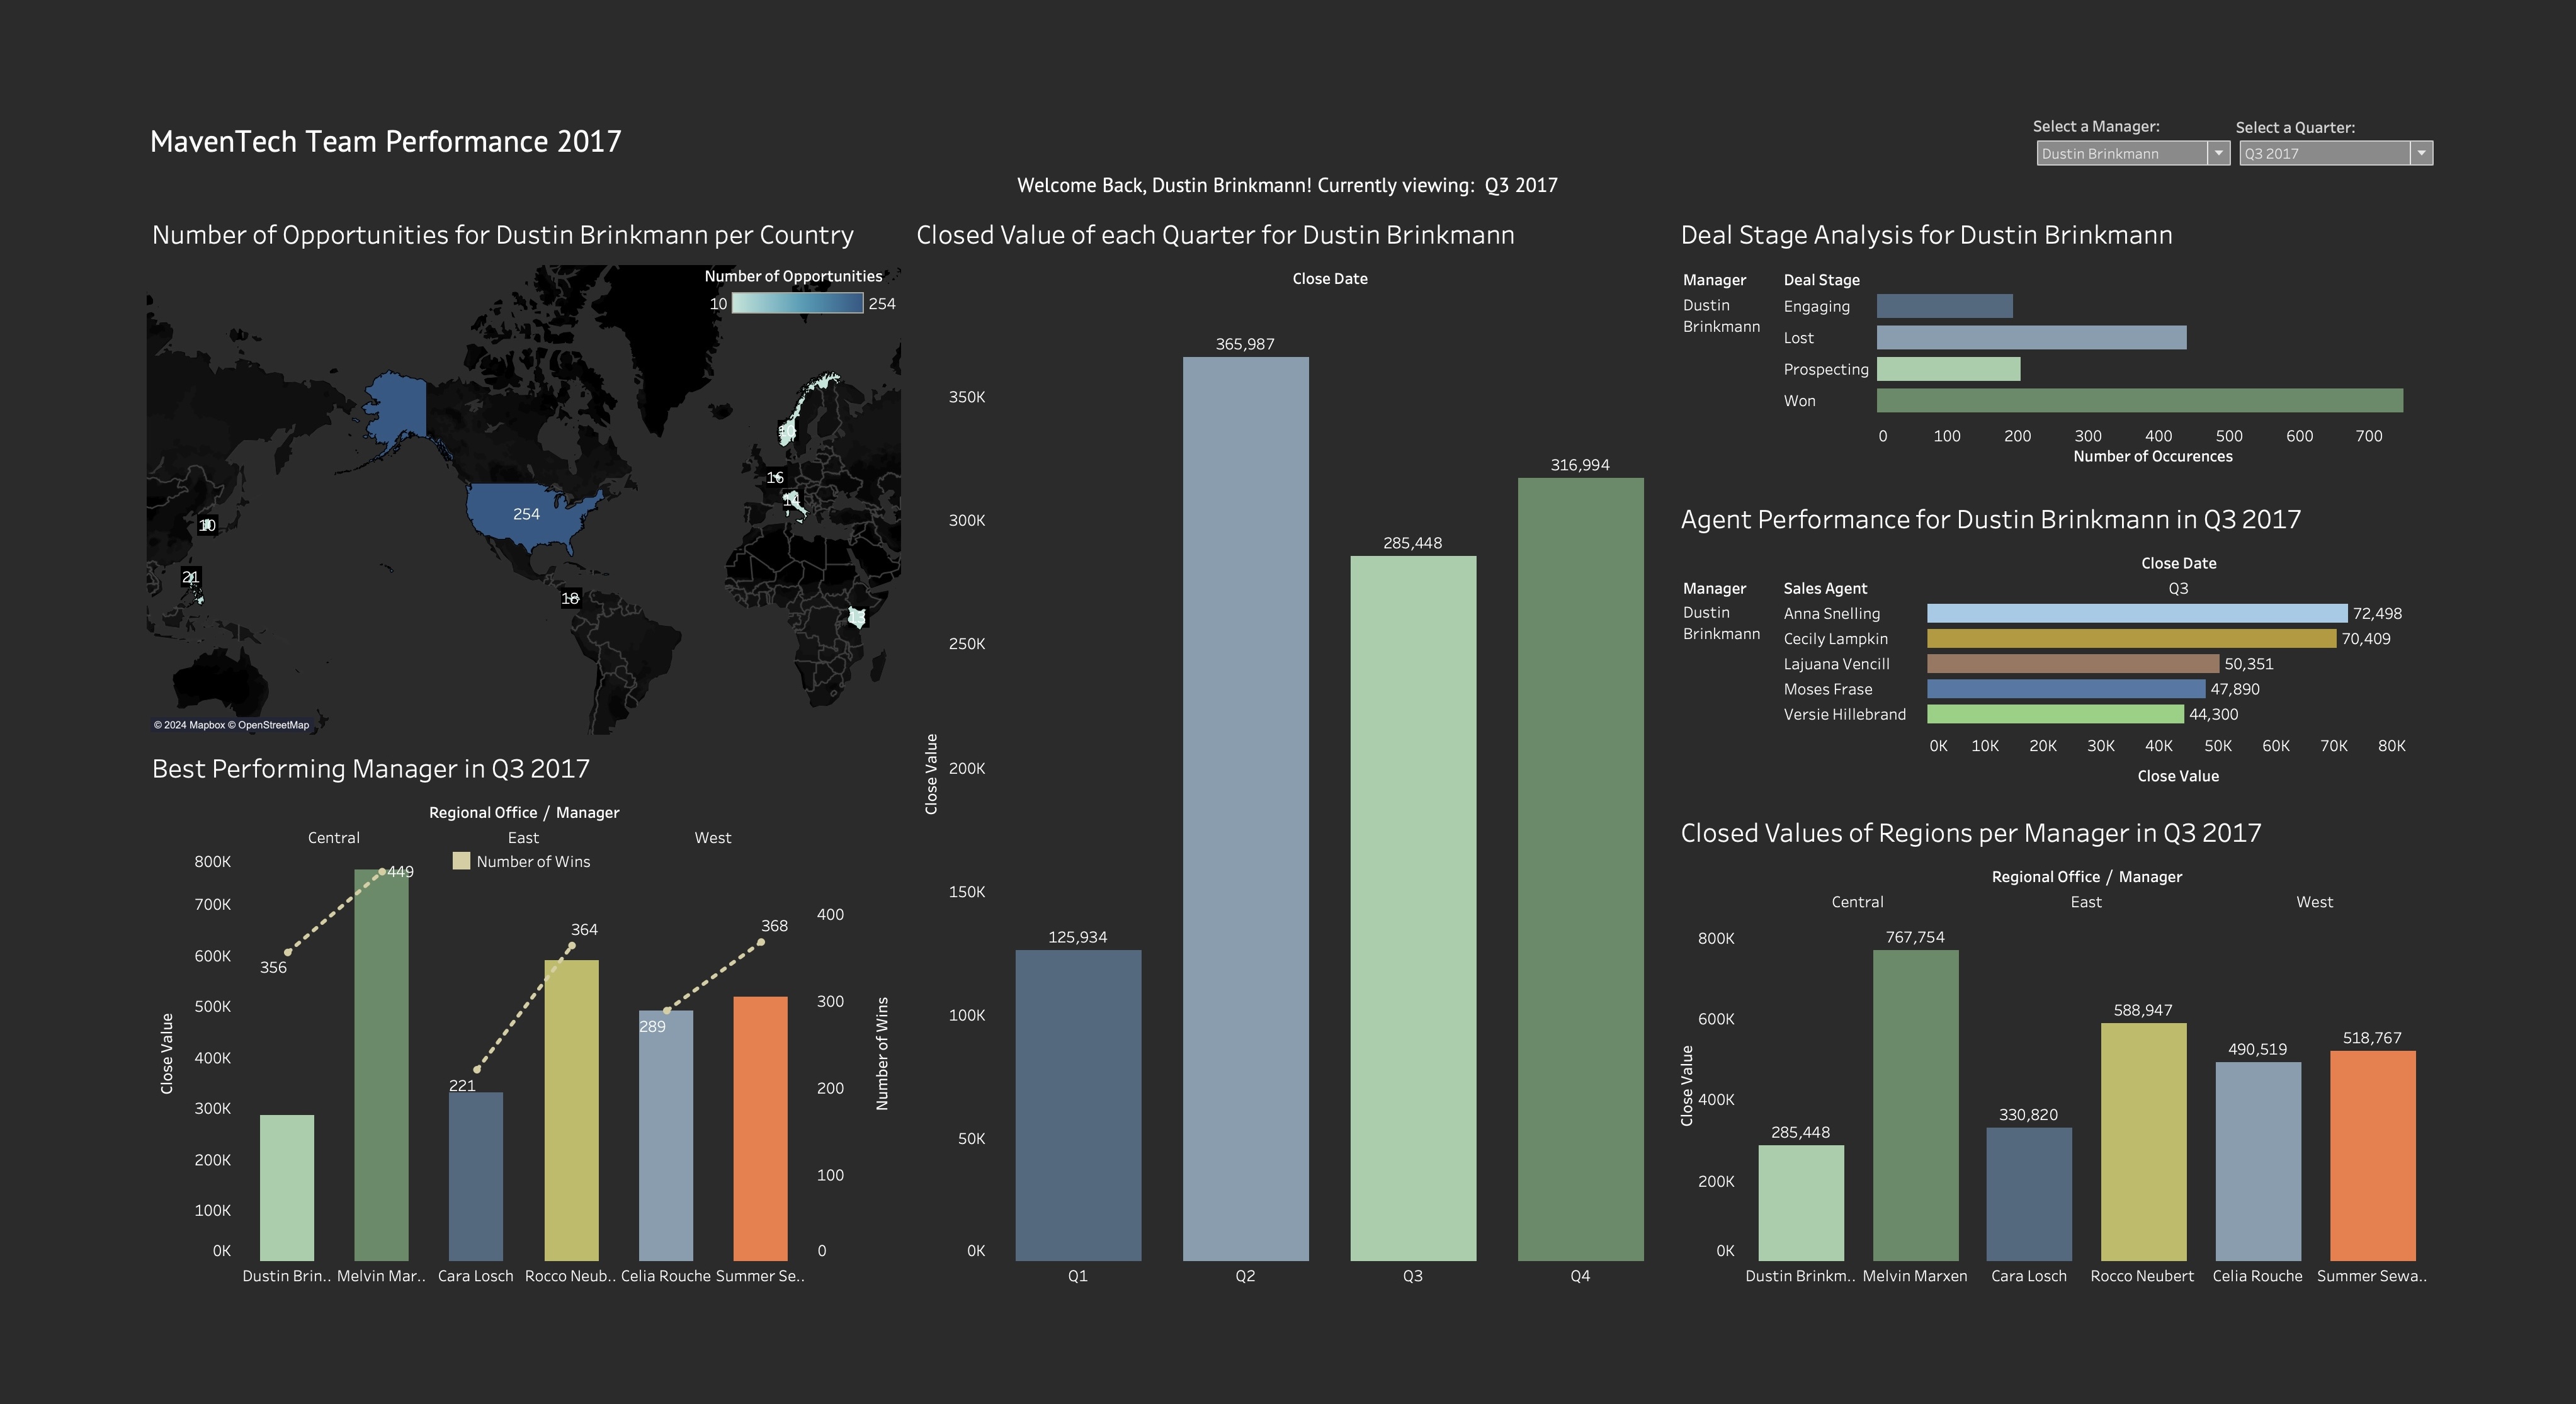 MavenTech Team Performance 2017
Select a Manager:
Dustin Brinkmann
Select a Quarter:
Q3 2017
Welcome Back, Dustin Brinkmann! Currently viewing: Q3 2017
Number of Opportunities for Dustin Brinkmann per Country
Number of Opportunities
10
254
16
10
254
21
18
© 2024 Mapbox © OpenStreetMap
Closed Value of each Quarter for Dustin Brinkmann
Close Date
365,987
350K
316,994
300K
285,448
250K
200K
Close Value
150K
125,934
100K
50K
0K
Q1
Q2
Q3
Q4
Deal Stage Analysis for Dustin Brinkmann
Manager
Deal Stage
Dustin
Brinkmann
Engaging
Lost
Prospecting
Won
0 100 200 300 400 500 600 700
Number of Occurences
Agent Performance for Dustin Brinkmann in Q3 2017
Close Date
Manager
Sales Agent
Q3
Dustin
Brinkmann
Anna Snelling 72,498
Cecily Lampkin 70,409
Lajuana Vencill 50,351
Moses Frase 47,890
Versie Hillebrand 44,300
0K 10K 20K 30K 40K 50K 60K 70K 80K
Close Value
Best Performing Manager in Q3 2017
Regional Office / Manager
Central
East
West
Number of Wins
800K
700K
600K
500K
400K
300K
200K
100K
0K
Close Value
356
449
221
364
289
368
400
300
200
100
0
Number of Wins
Dustin Brin..
Melvin Mar..
Cara Losch
Rocco Neub..
Celia Rouche
Summer Se..
Closed Values of Regions per Manager in Q3 2017
Regional Office / Manager
Central
East
West
800K
600K
400K
200K
0K
Close Value
285,448
767,754
330,820
588,947
490,519
518,767
Dustin Brinkm..
Melvin Marxen
Cara Losch
Rocco Neubert
Celia Rouche
Summer Sewa..